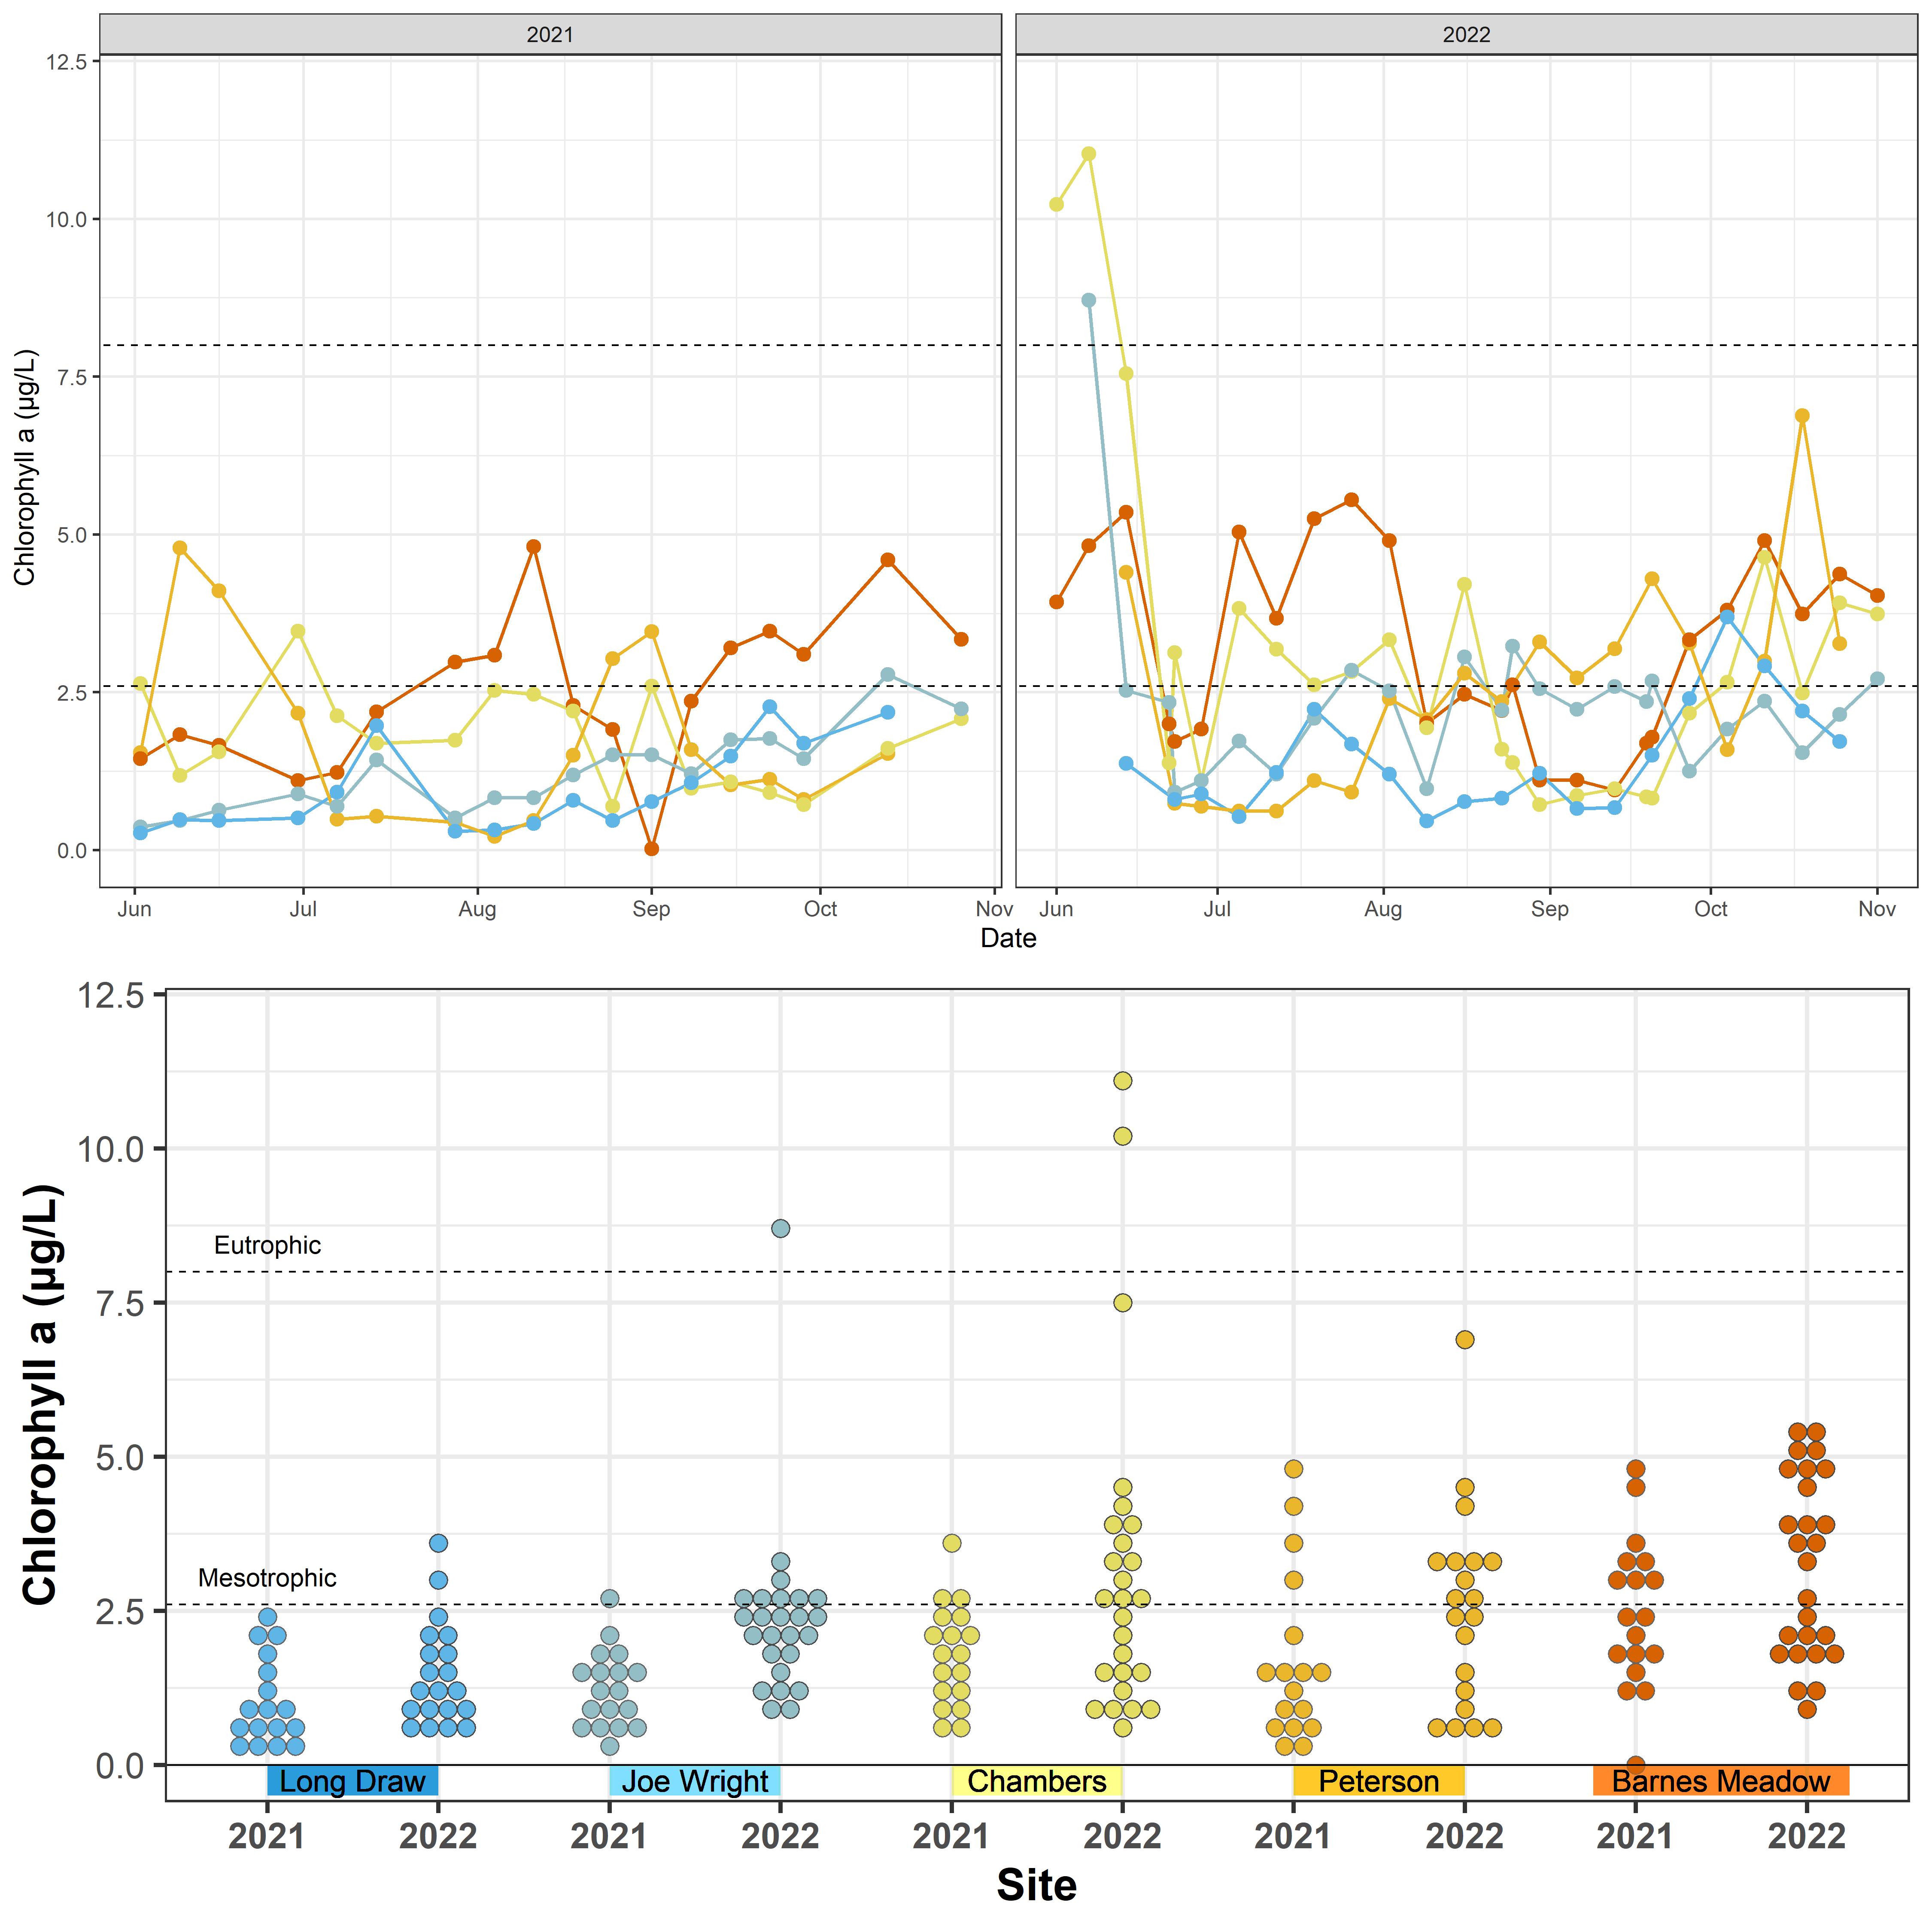 2021 2022
12.5
10.0
7.5
5.0
2.5
0.0
Chlorophyll a (µg/L)
Jun Jul Aug Sep Oct Nov Jun Jul Aug Sep Oct Nov
Date
12.5
10.0
7.5
5.0
2.5
0.0
Chlorophyll a (µg/L)
Eutrophic
Mesotrophic
Long Draw Joe Wright Chambers Peterson Barnes Meadow
2021 2022 2021 2022 2021 2022 2021 2022 2021 2022
Site